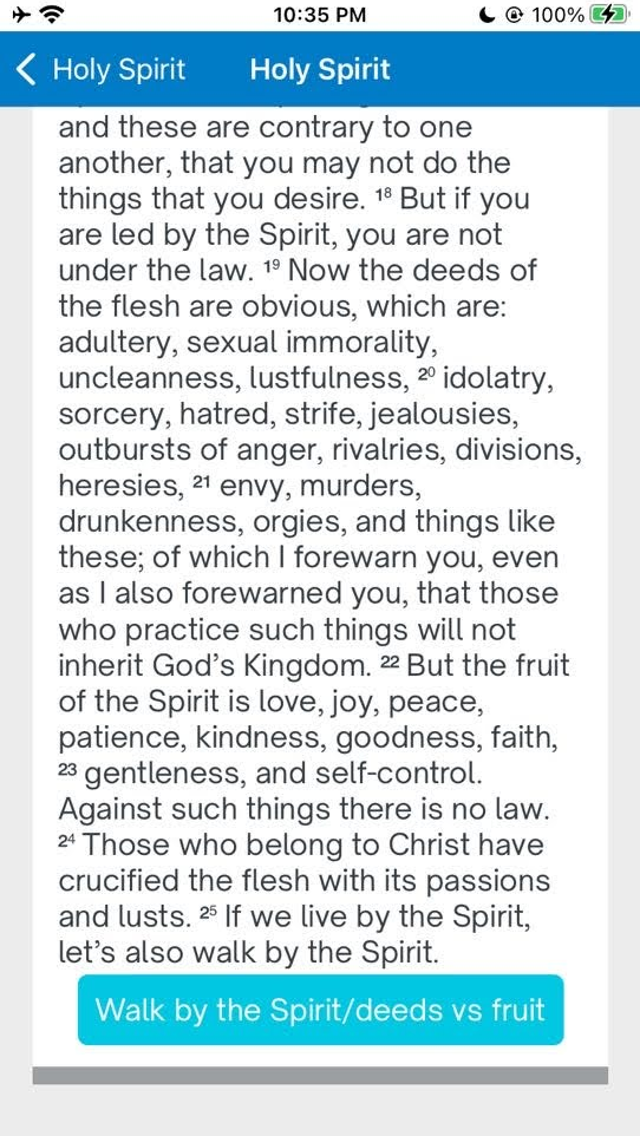 10:35 PM 100%
Holy Spirit Holy Spirit
and these are contrary to one
another, that you may not do the
things that you desire. ¹⁸ But if you
are led by the Spirit, you are not
under the law. ¹⁹ Now the deeds of
the flesh are obvious, which are:
adultery, sexual immorality,
uncleanness, lustfulness, ²⁰ idolatry,
sorcery, hatred, strife, jealousies,
outbursts of anger, rivalries, divisions,
heresies, ²¹ envy, murders,
drunkenness, orgies, and things like
these; of which I forewarn you, even
as I also forewarned you, that those
who practice such things will not
inherit God’s Kingdom. ²² But the fruit
of the Spirit is love, joy, peace,
patience, kindness, goodness, faith,
²³ gentleness, and self-control.
Against such things there is no law.
²⁴ Those who belong to Christ have
crucified the flesh with its passions
and lusts. ²⁵ If we live by the Spirit,
let’s also walk by the Spirit.
Walk by the Spirit/deeds vs fruit